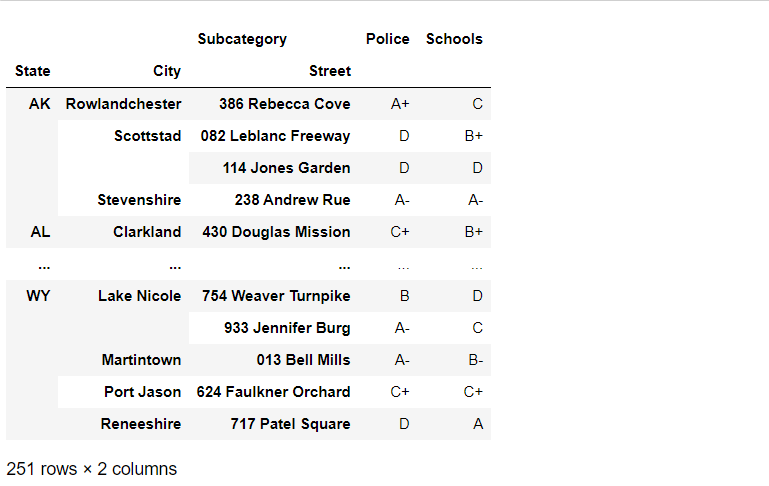 Subcategory Police Schools
State City Street
AK Rowlandchester 386 Rebecca Cove A+ C
Scottstad 082 Leblanc Freeway D B+
114 Jones Garden D D
Stevenshire 238 Andrew Rue A- A-
AL Clarkland 430 Douglas Mission C+ B+
... ... ... ... ...
WY Lake Nicole 754 Weaver Turnpike B D
933 Jennifer Burg A- C
Martintown 013 Bell Mills A- B-
Port Jason 624 Faulkner Orchard C+ C+
Reneeshire 717 Patel Square D A
251 rows × 2 columns